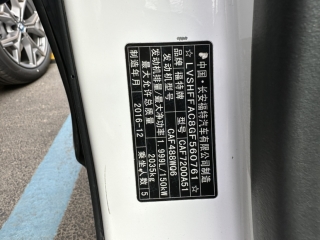 中国·长安福特汽车有限公司制造
★LVSHFFAC8GF560761★
品牌 福特牌 型号 CAF7200A51
发动机型号 CAF488WQ6
发动机排量/最大净功率 1.999L/150kW
最大允许总质量 2035kg
制造年月 2016-12 乘坐人数 5